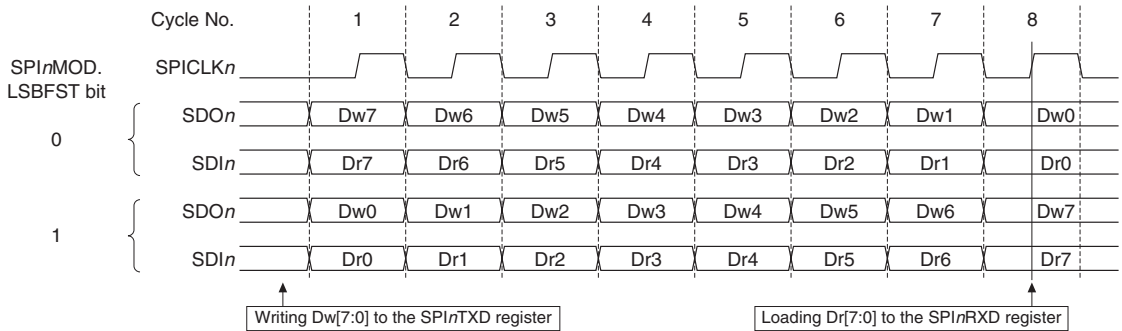 Cycle No. 1 2 3 4 5 6 7 8
SPInMOD. LSBFST bit
SPICLKn
0
SDOn Dw7 Dw6 Dw5 Dw4 Dw3 Dw2 Dw1 Dw0
SDIn Dr7 Dr6 Dr5 Dr4 Dr3 Dr2 Dr1 Dr0
1
SDOn Dw0 Dw1 Dw2 Dw3 Dw4 Dw5 Dw6 Dw7
SDIn Dr0 Dr1 Dr2 Dr3 Dr4 Dr5 Dr6 Dr7
Writing Dw[7:0] to the SPInTXD register
Loading Dr[7:0] to the SPInRXD register